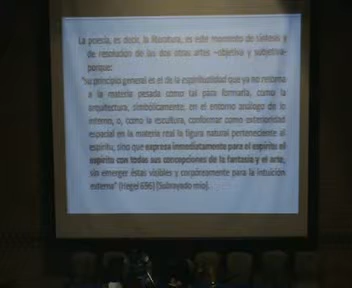 La poesía, es decir, la literatura, es este momento de síntesis y
de resolución de las dos otras artes –objetiva y subjetiva-
porque:
"su principio general es el de la espiritualidad que ya no retoma
a la materia pesada como tal para formarla, como la
arquitectura, simbólicamente, en el entorno análogo de lo
interno, o, como la escultura, conformar como exterioridad
espacial en la materia real la figura natural perteneciente al
espíritu, sino que expresa inmediatamente para el espíritu el
espíritu con todas sus concepciones de la fantasía y el arte,
sin emerger éstas visibles y corpóreamente para la intuición
externa" (Hegel 696) (Subrayado mío).